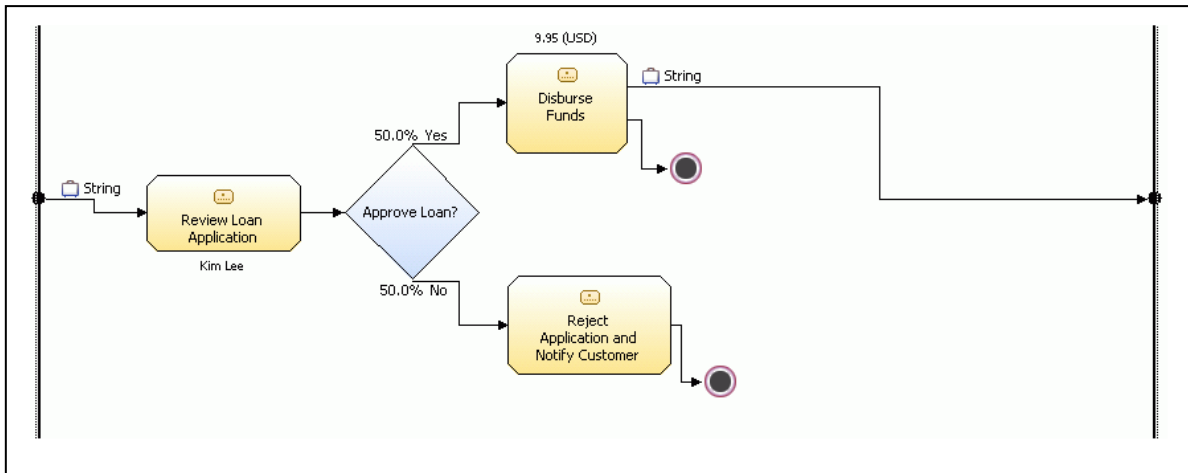 String
Review Loan
Application
Kim Lee
Approve Loan?
50.0% Yes
9.95 (USD)
Disburse
Funds
String
50.0% No
Reject
Application and
Notify Customer